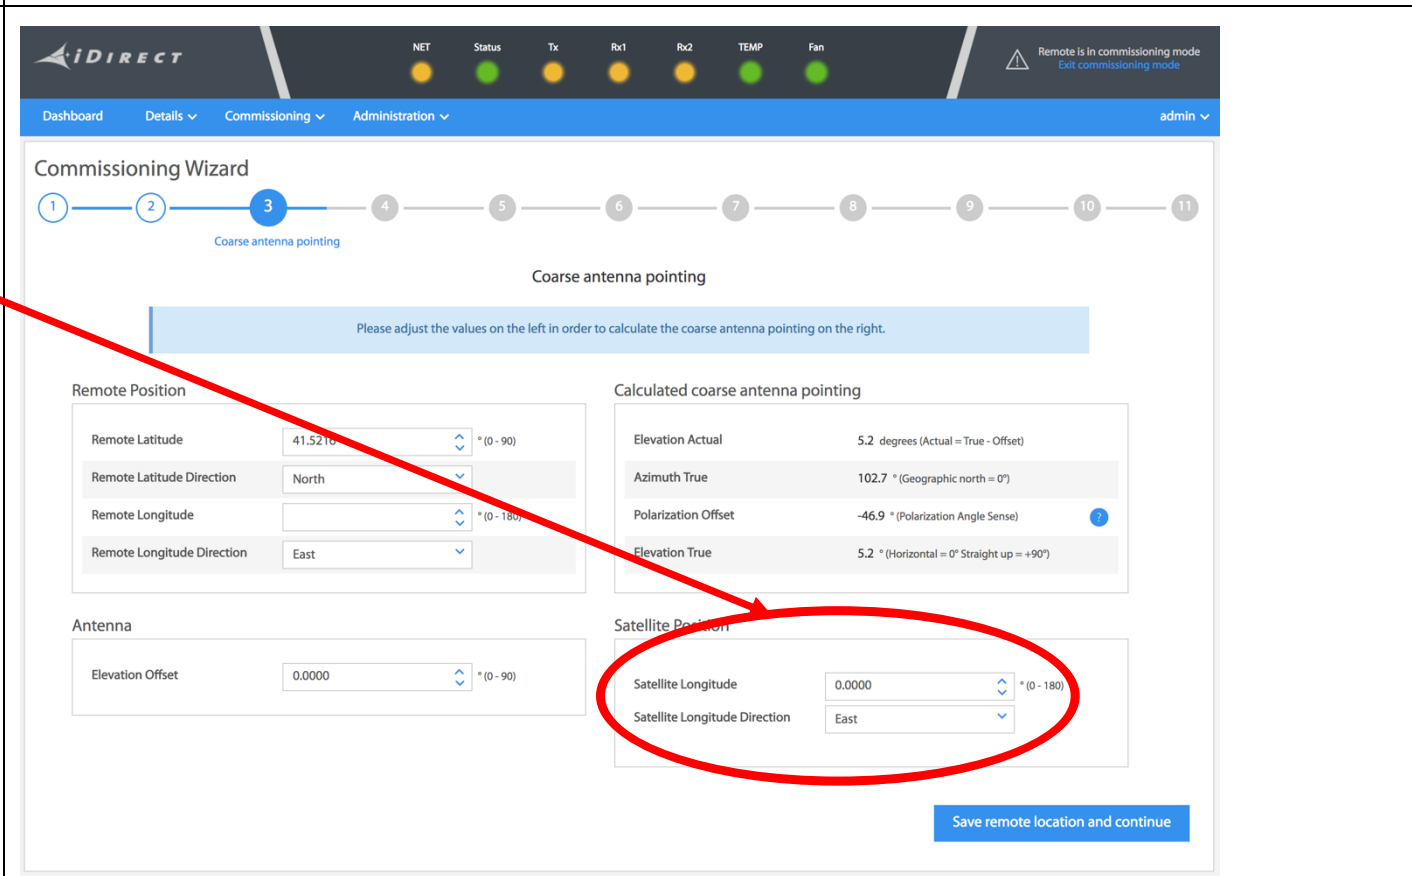 iDIRECT
NET Status Tx Rx1 Rx2 TEMP Fan
Remote is in commissioning mode
Exit commissioning mode
Dashboard Details Commissioning Administration admin
Commissioning Wizard
1 2 3 4 5 6 7 8 9 10 11
Coarse antenna pointing
Coarse antenna pointing
Please adjust the values on the left in order to calculate the coarse antenna pointing on the right.
Remote Position
Remote Latitude 41.5216 ° (0 - 90)
Remote Latitude Direction North
Remote Longitude ° (0 - 180)
Remote Longitude Direction East
Calculated coarse antenna pointing
Elevation Actual 5.2 degrees (Actual = True - Offset)
Azimuth True 102.7 ° (Geographic north = 0°)
Polarization Offset -46.9 ° (Polarization Angle Sense) ?
Elevation True 5.2 ° (Horizontal = 0° Straight up = +90°)
Antenna
Elevation Offset 0.0000 ° (0 - 90)
Satellite Position
Satellite Longitude 0.0000 ° (0 - 180)
Satellite Longitude Direction East
Save remote location and continue